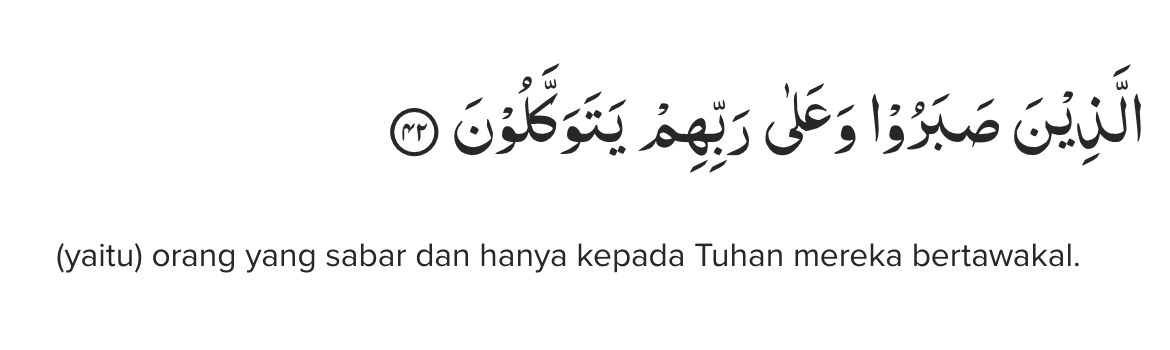 الَّذِيْنَ صَبَرُوْا وَعَلٰى رَبِّهِمْ يَتَوَكَّلُوْنَ ۝٤٢
(yaitu) orang yang sabar dan hanya kepada Tuhan mereka bertawakal.